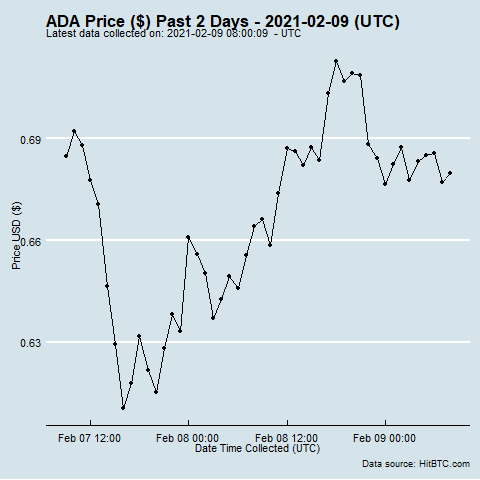 ADA Price ($) Past 2 Days - 2021-02-09 (UTC)
Latest data collected on: 2021-02-09 08:00:09 - UTC
0.69
0.66
0.63
Price USD ($)
Feb 07 12:00 Feb 08 00:00 Feb 08 12:00 Feb 09 00:00
Date Time Collected (UTC)
Data source: HitBTC.com